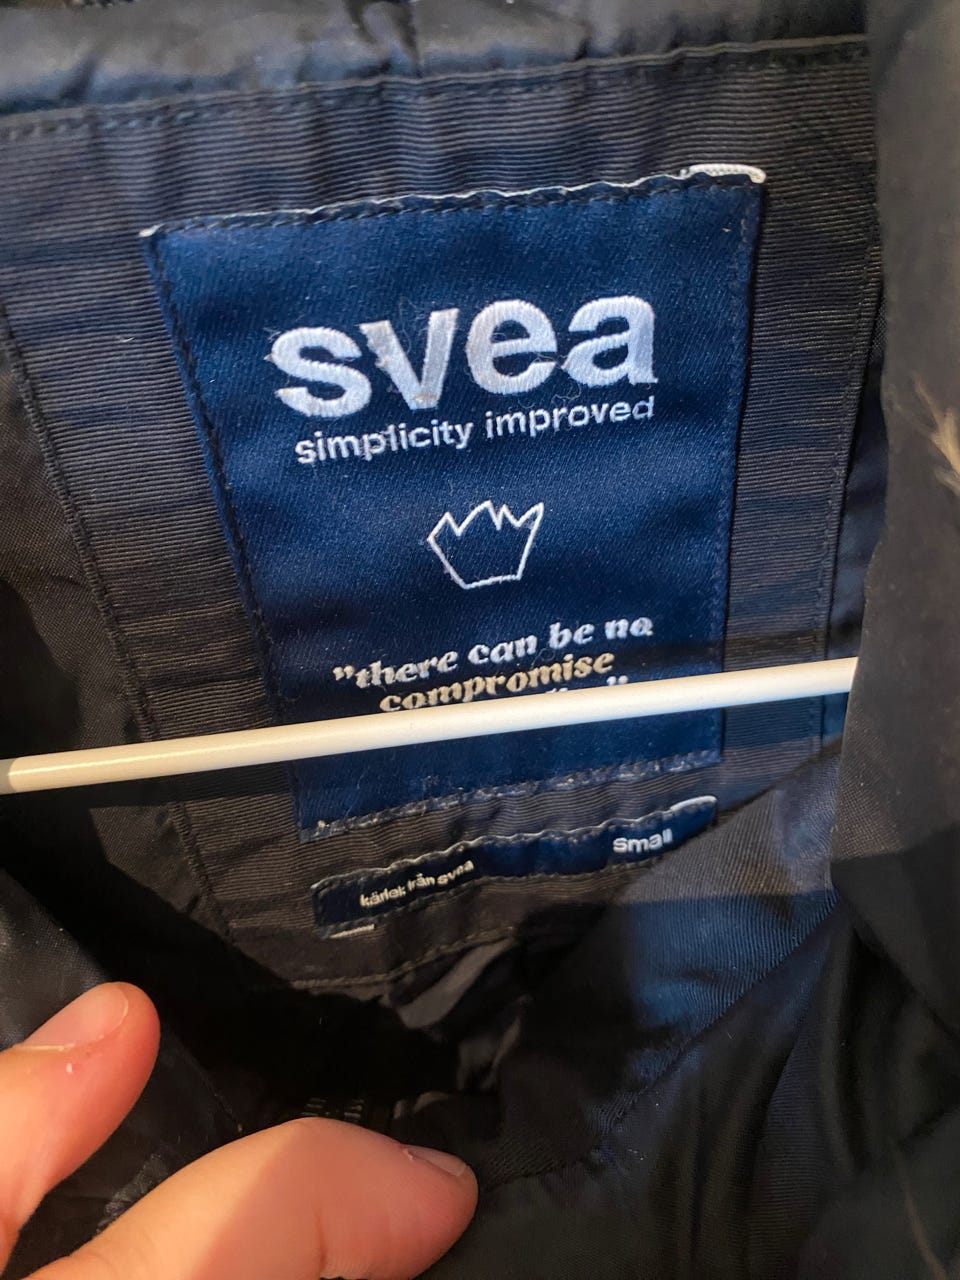 svea
simplicity improved
"there can be no
compromise
kärlek från svea
small